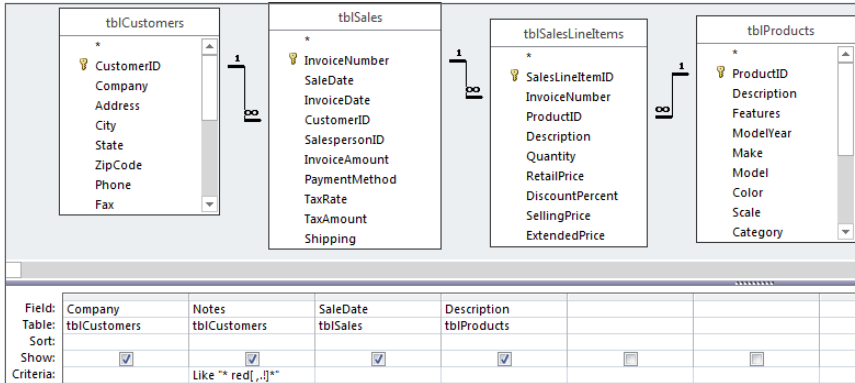 tblCustomers
*
CustomerID
Company
Address
City
State
ZipCode
Phone
Fax
1
∞
tblSales
*
InvoiceNumber
SaleDate
InvoiceDate
CustomerID
SalespersonID
InvoiceAmount
PaymentMethod
TaxRate
TaxAmount
Shipping
1
∞
tblSalesLineItems
*
SalesLineItemID
InvoiceNumber
ProductID
Description
Quantity
RetailPrice
DiscountPercent
SellingPrice
ExtendedPrice
1
∞
tblProducts
*
ProductID
Description
Features
ModelYear
Make
Model
Color
Scale
Category
Field: Company Notes SaleDate Description
Table: tblCustomers tblCustomers tblSales tblProducts
Sort:
Show:
Criteria: Like "* red[ ,.!]*"